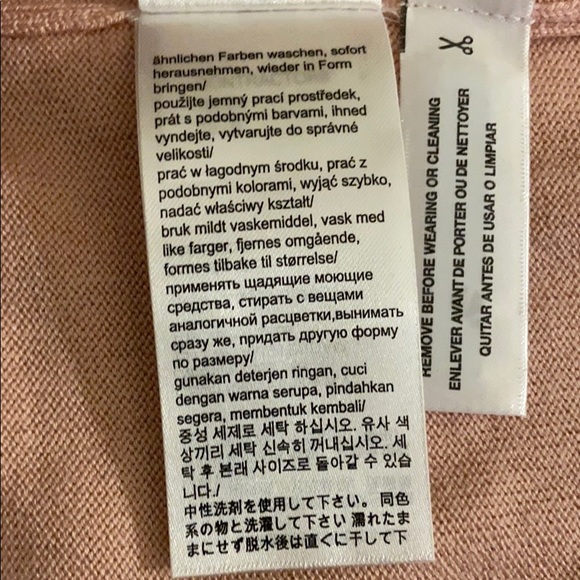 ähnlichen Farben waschen, sofort
herausnehmen, wieder in Form
bringen/
použijte jemný prací prostředek,
prát s podobnými barvami, ihned
vyndejte, vytvarujte do správné
velikosti/
prać w łagodnym środku, prać z
podobnymi kolorami, wyjąć szybko,
nadać właściwy kształt/
bruk mildt vaskemiddel, vask med
like farger, fjernes omgående,
formes tilbake til størrelse/
применять щадящие моющие
средства, стирать с вещами
аналогичной расцветки,вынимать
сразу же, придать другую форму
по размеру/
gunakan deterjen ringan, cuci
dengan warna serupa, pindahkan
segera, membentuk kembali/
중성 세제로 세탁 하십시오. 유사 색
상끼리 세탁 신속히 꺼내십시오. 세
탁 후 본래 사이즈로 돌아갈 수 있습
니다./
中性洗剤を使用して下さい。 同色
系の物と洗濯して下さい 濡れたま
まにせず脱水後は直ぐに干して下
REMOVE BEFORE WEARING OR CLEANING
ENLEVER AVANT DE PORTER OU DE NETTOYER
QUITAR ANTES DE USAR O LIMPIAR